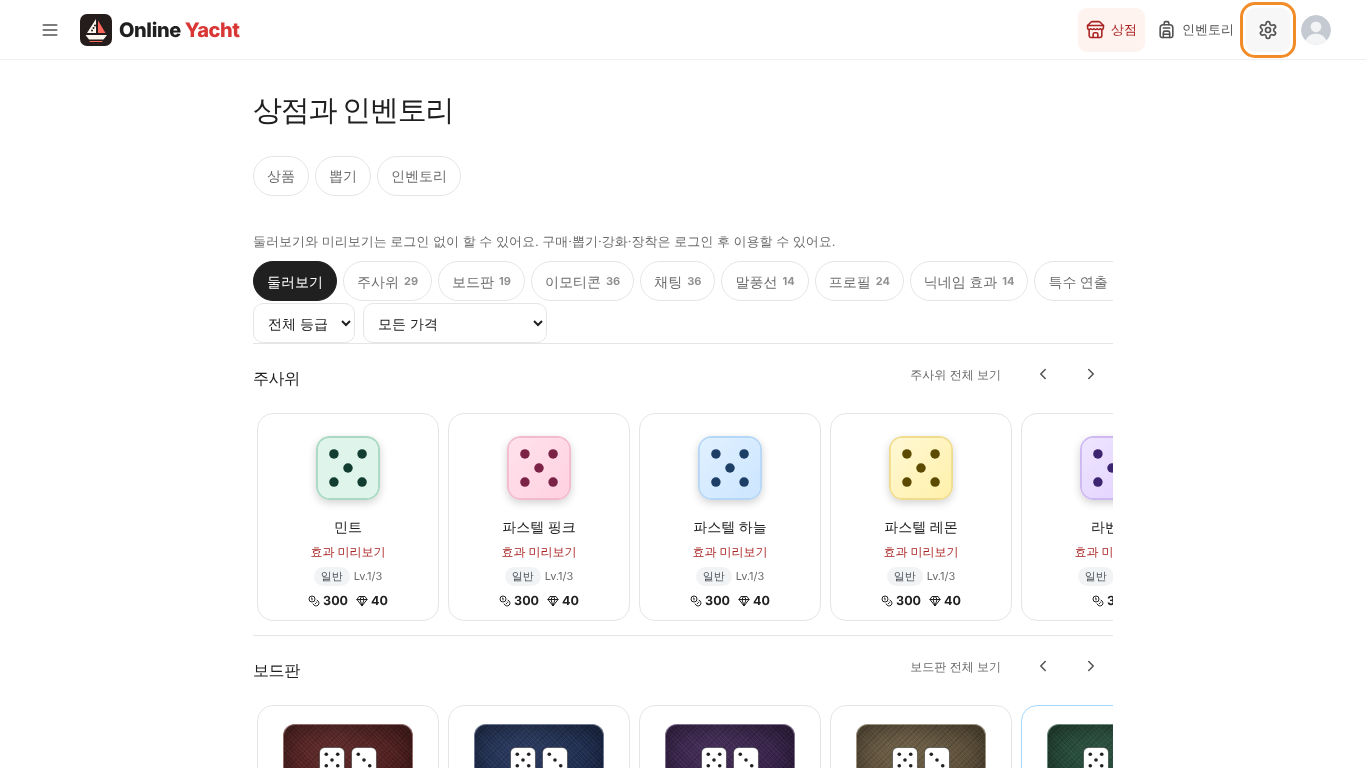 Online Yacht
상점
인벤토리
상점과 인벤토리
상품
뽑기
인벤토리
둘러보기와 미리보기는 로그인 없이 할 수 있어요. 구매·뽑기·강화·장착은 로그인 후 이용할 수 있어요.
둘러보기
주사위 29
보드판 19
이모티콘 36
채팅 36
말풍선 14
프로필 24
닉네임 효과 14
특수 연출
전체 등급
모든 가격
주사위
주사위 전체 보기
민트
파스텔 핑크
파스텔 하늘
파스텔 레몬
효과 미리보기
효과 미리보기
효과 미리보기
효과 미리보기
효과 미
일반 Lv.1/3
일반 Lv.1/3
일반 Lv.1/3
일반 Lv.1/3
일반
300 40
300 40
300 40
300 40
보드판
보드판 전체 보기